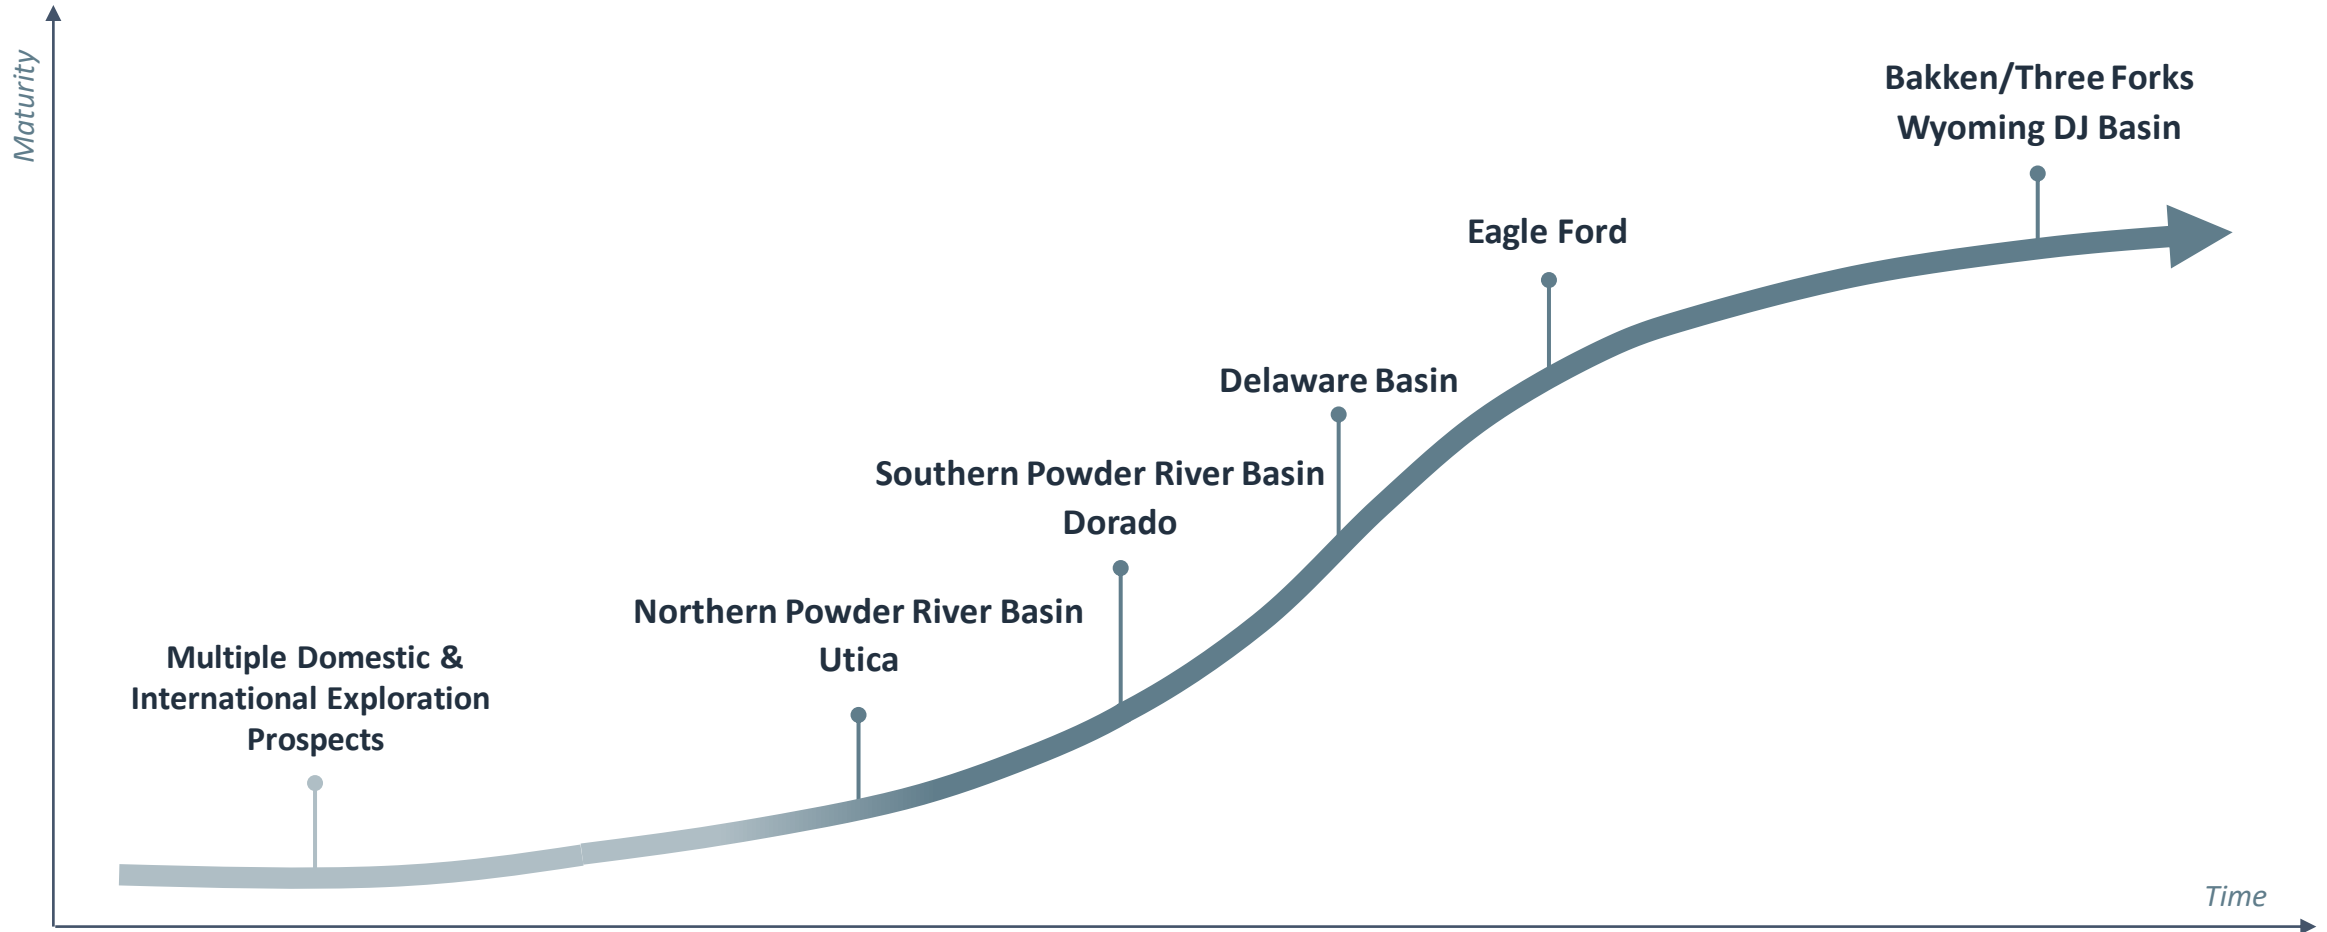 Maturity
Bakken/Three Forks
Wyoming DJ Basin
Eagle Ford
Delaware Basin
Southern Powder River Basin
Dorado
Northern Powder River Basin
Utica
Multiple Domestic &
International Exploration
Prospects
Time